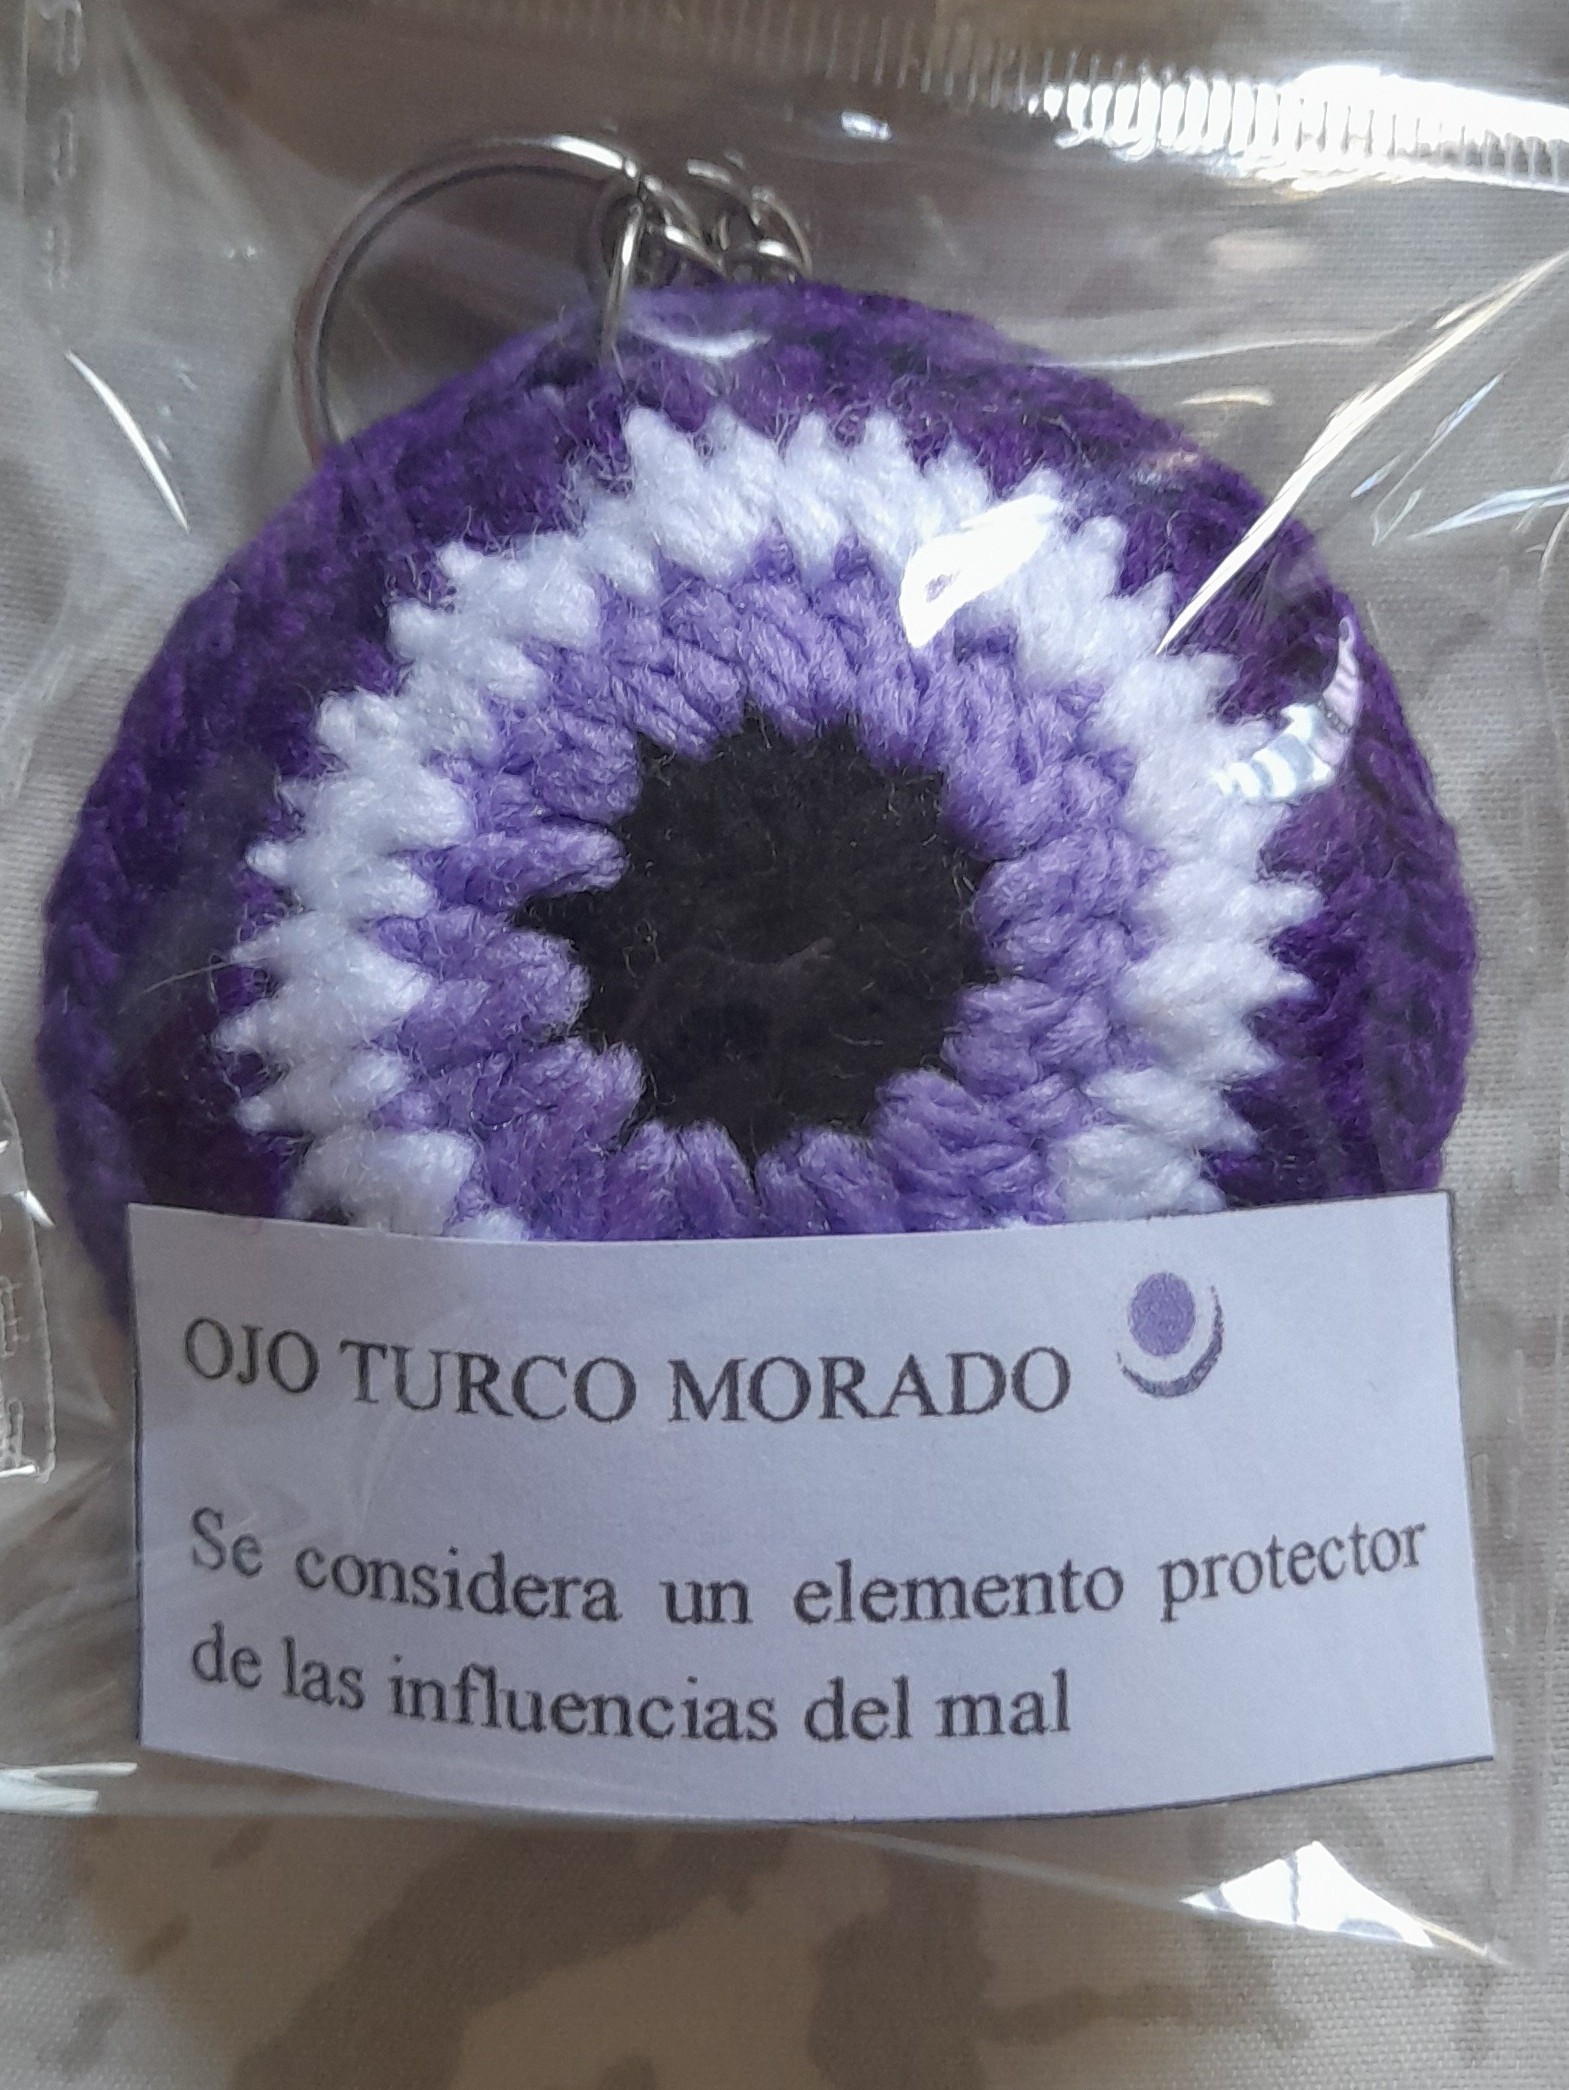 OJO TURCO MORADO
Se considera un elemento protector
de las influencias del mal